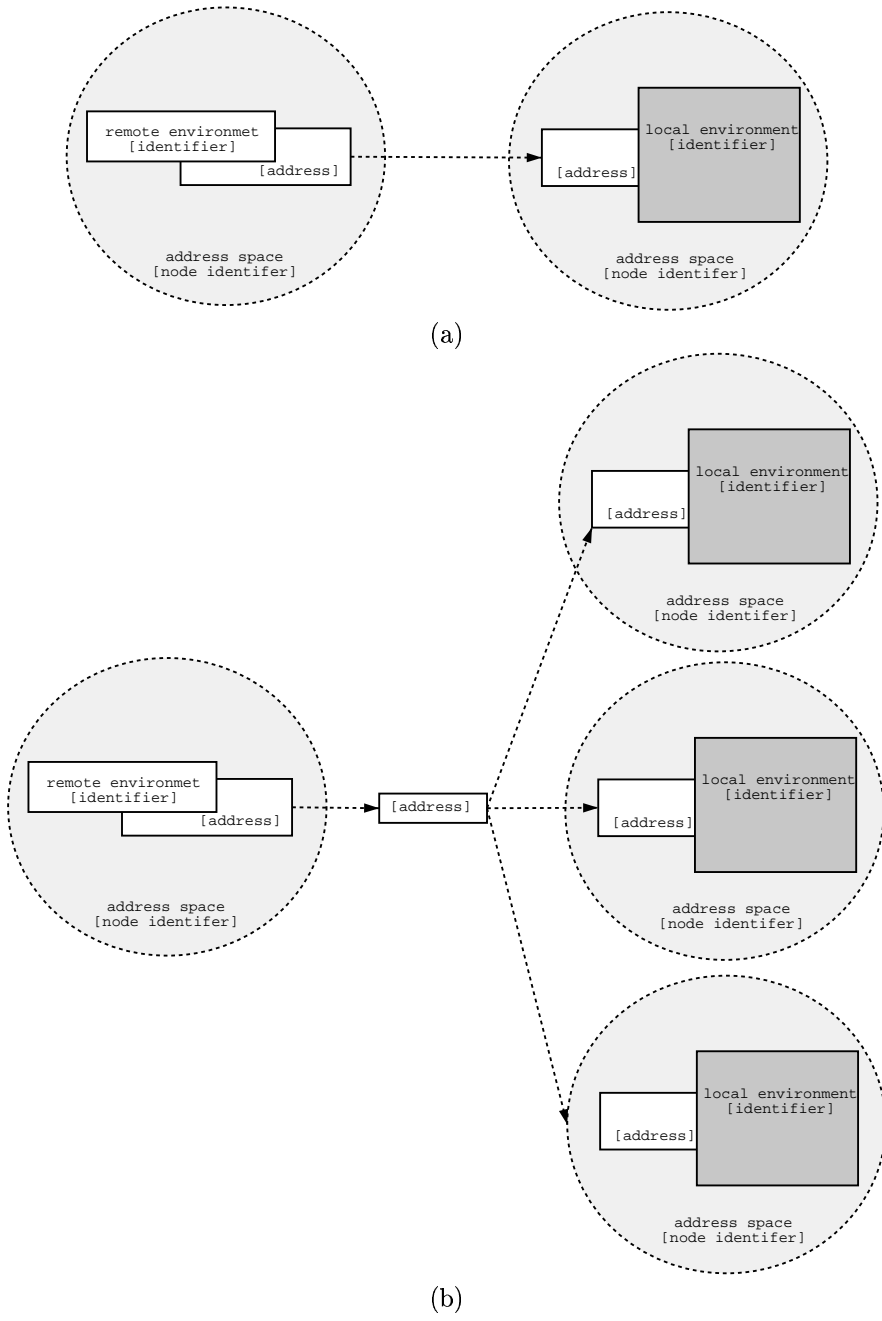 remote environmet
[identifier]
[address]
address space
[node identifer]
local environment
[identifier]
[address]
address space
[node identifer]
(a)
local environment
[identifier]
[address]
address space
[node identifer]
remote environmet
[identifier]
[address]
address space
[node identifer]
[address]
local environment
[identifier]
[address]
address space
[node identifer]
local environment
[identifier]
[address]
address space
[node identifer]
(b)